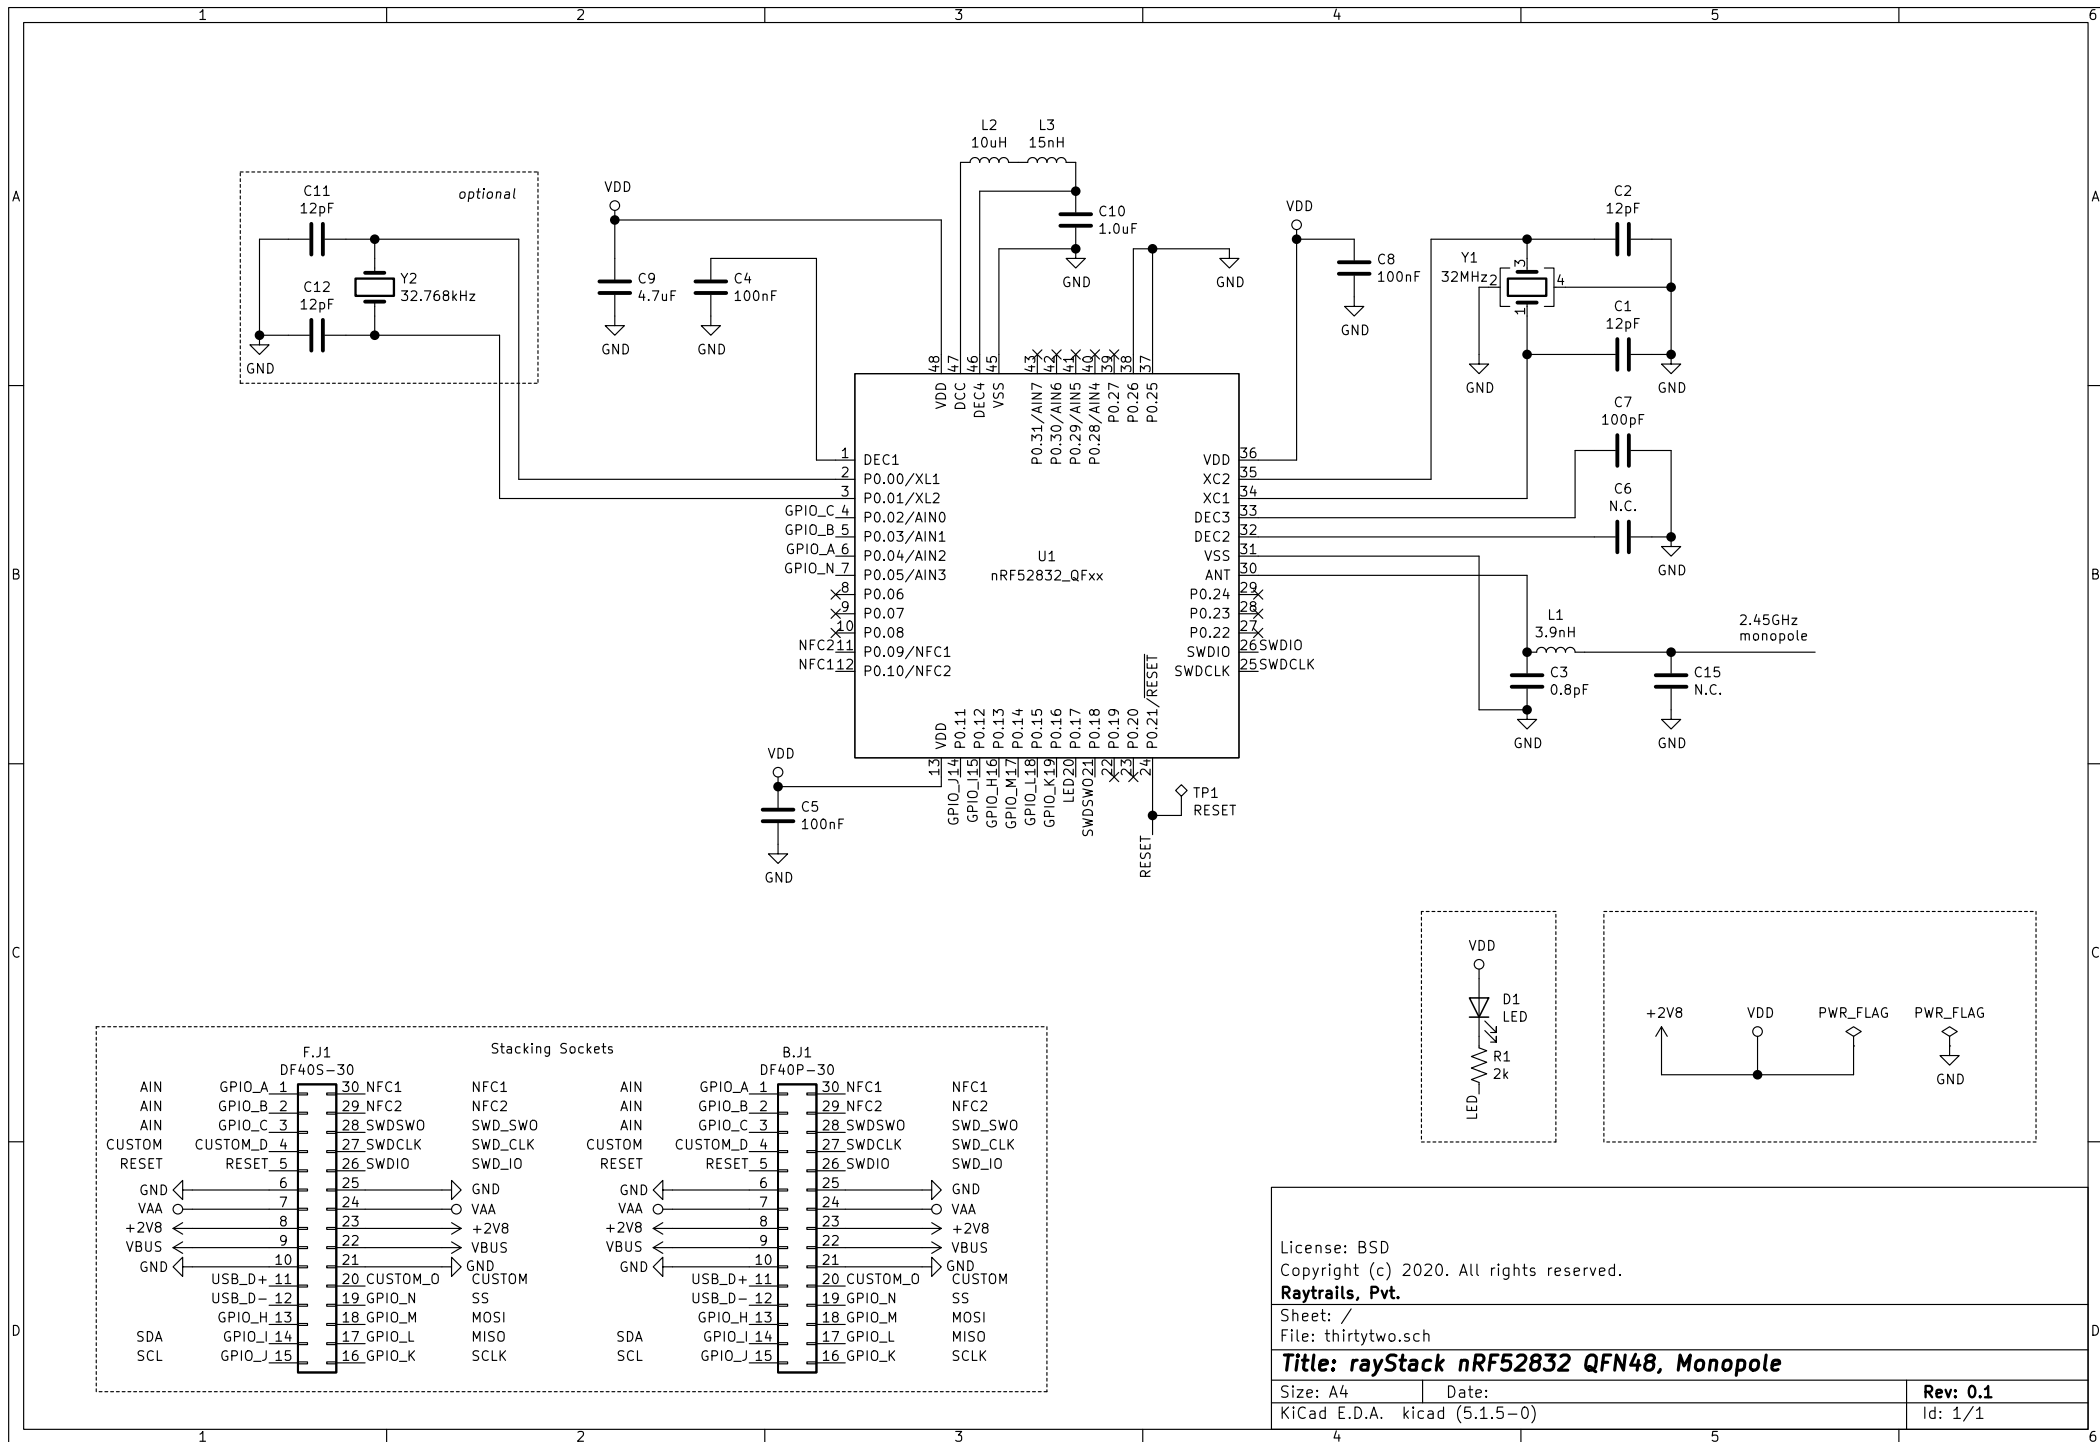 1 2 3 4 5 6
A A
B B
C C
D D
1 2 3 4 5 6
optional
C11
12pF
C12
12pF
Y2
32.768kHz
GND
VDD
C9
4.7uF
GND
C4
100nF
GND
L2
10uH
L3
15nH
C10
1.0uF
GND
GND
VDD
C8
100nF
GND
Y1
32MHz
2
3
4
1
GND
C2
12pF
C1
12pF
GND
C7
100pF
C6
N.C.
GND
48 VDD
47 DCC
46 DEC4
45 VSS
43 P0.31/AIN7
42 P0.30/AIN6
41 P0.29/AIN5
40 P0.28/AIN4
39 P0.27
38 P0.26
37 P0.25
1 DEC1
2 P0.00/XL1
3 P0.01/XL2
GPIO_C 4 P0.02/AIN0
GPIO_B 5 P0.03/AIN1
GPIO_A 6 P0.04/AIN2
GPIO_N 7 P0.05/AIN3
8 P0.06
9 P0.07
10 P0.08
NFC2 11 P0.09/NFC1
NFC1 12 P0.10/NFC2
U1
nRF52832_QFxx
VDD 36
XC2 35
XC1 34
DEC3 33
DEC2 32
VSS 31
ANT 30
P0.24 29
P0.23 28
P0.22 27
SWDIO 26 SWDIO
SWDCLK 25 SWDCLK
VDD 13
P0.11 14 GPIO_J
P0.12 15 GPIO_I
P0.13 16 GPIO_H
P0.14 17 GPIO_M
P0.15 18 GPIO_L
P0.16 19 GPIO_K
P0.17 20 LED
P0.18 21 SWDSWO
P0.19 22
P0.20 23
P0.21/RESET 24
RESET
TP1
RESET
VDD
C5
100nF
GND
L1
3.9nH
2.45GHz
monopole
C3
0.8pF
GND
C15
N.C.
GND
VDD
D1
LED
R1
2k
LED
+2V8 VDD PWR_FLAG PWR_FLAG
GND
Stacking Sockets
F.J1
DF40S-30
AIN GPIO_A 1 30 NFC1 NFC1
AIN GPIO_B 2 29 NFC2 NFC2
AIN GPIO_C 3 28 SWDSWO SWD_SWO
CUSTOM CUSTOM_D 4 27 SWDCLK SWD_CLK
RESET RESET 5 26 SWDIO SWD_IO
GND 6 25 GND
VAA 7 24 VAA
+2V8 8 23 +2V8
VBUS 9 22 VBUS
GND 10 21 GND
USB_D+ 11 20 CUSTOM_O CUSTOM
USB_D- 12 19 GPIO_N SS
GPIO_H 13 18 GPIO_M MOSI
SDA GPIO_I 14 17 GPIO_L MISO
SCL GPIO_J 15 16 GPIO_K SCLK
B.J1
DF40P-30
AIN GPIO_A 1 30 NFC1 NFC1
AIN GPIO_B 2 29 NFC2 NFC2
AIN GPIO_C 3 28 SWDSWO SWD_SWO
CUSTOM CUSTOM_D 4 27 SWDCLK SWD_CLK
RESET RESET 5 26 SWDIO SWD_IO
GND 6 25 GND
VAA 7 24 VAA
+2V8 8 23 +2V8
VBUS 9 22 VBUS
GND 10 21 GND
USB_D+ 11 20 CUSTOM_O CUSTOM
USB_D- 12 19 GPIO_N SS
GPIO_H 13 18 GPIO_M MOSI
SDA GPIO_I 14 17 GPIO_L MISO
SCL GPIO_J 15 16 GPIO_K SCLK
License: BSD
Copyright (c) 2020. All rights reserved.
Raytrails, Pvt.
Sheet: /
File: thirtytwo.sch
Title: rayStack nRF52832 QFN48, Monopole
Size: A4 Date: Rev: 0.1
KiCad E.D.A. kicad (5.1.5-0) Id: 1/1